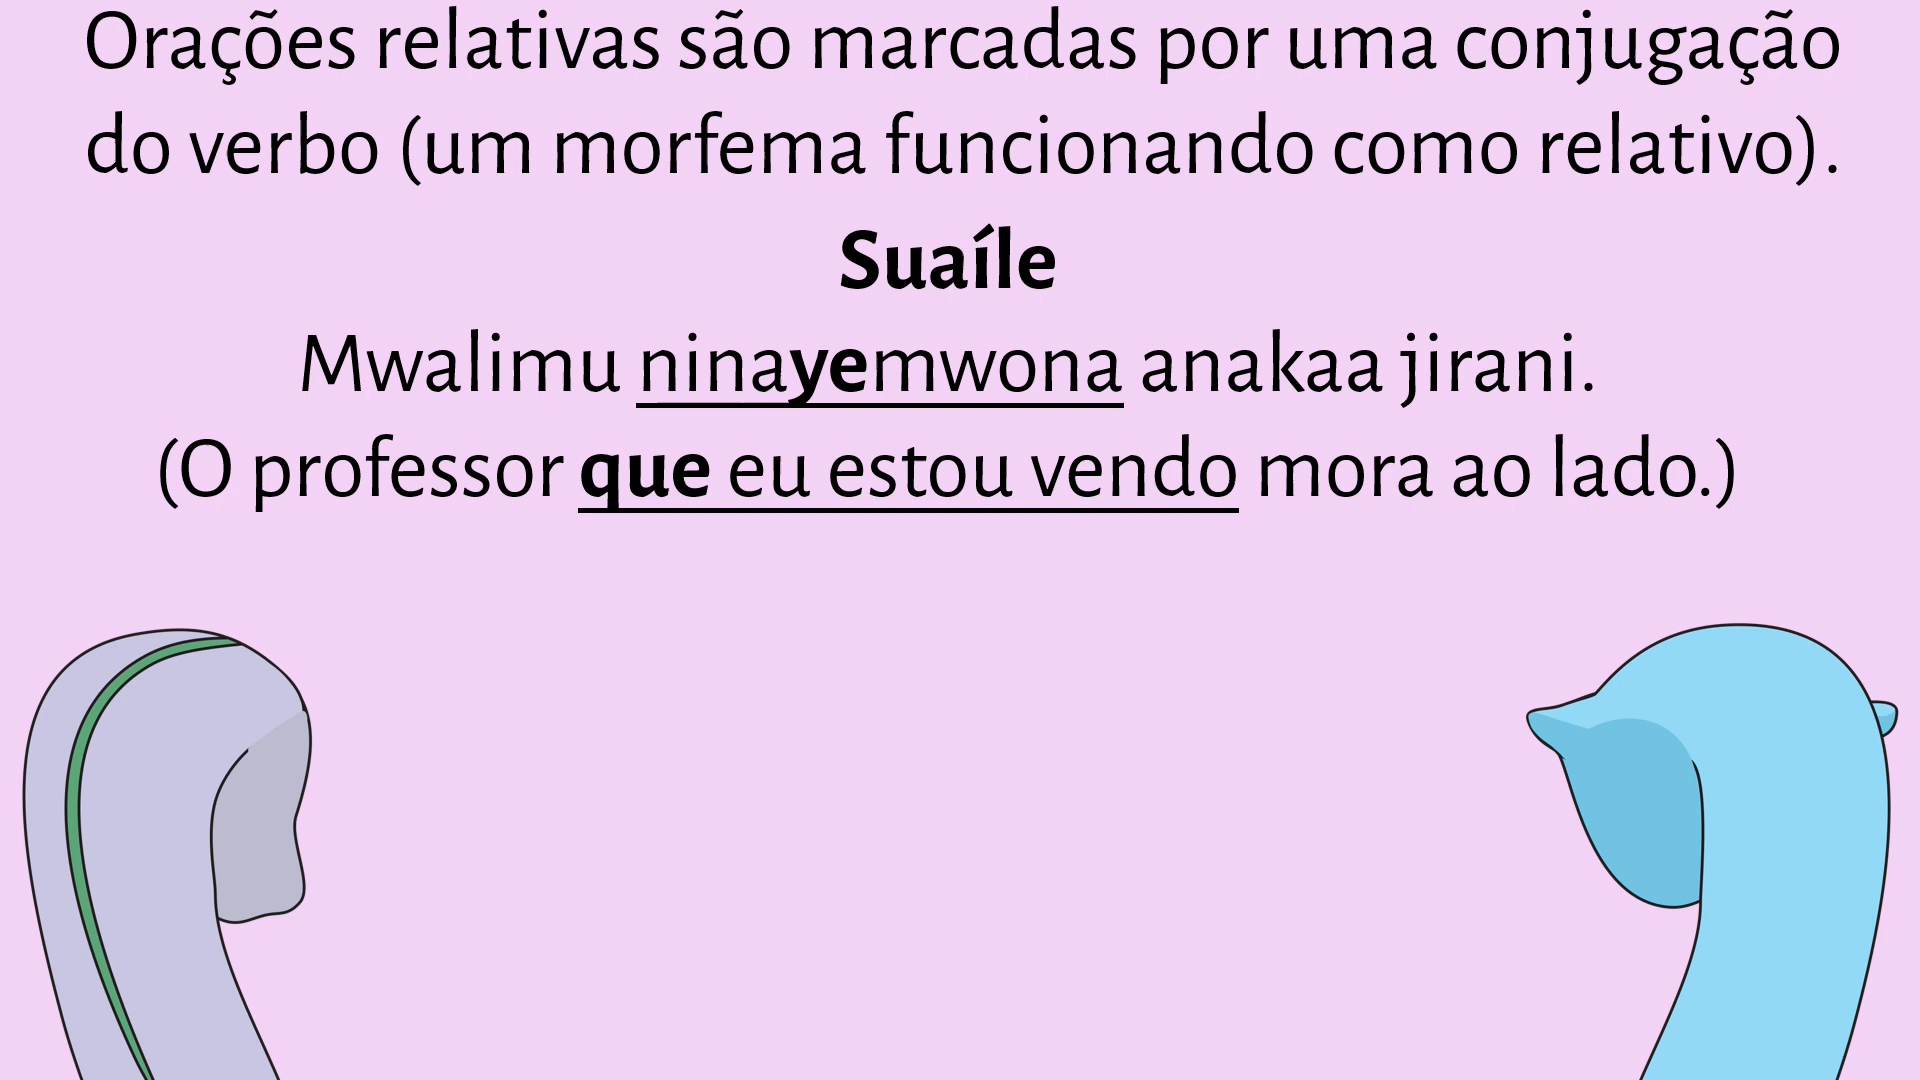 Orações relativas são marcadas por uma conjugação
do verbo (um morfema funcionando como relativo).
Suaíle
Mwalimu ninayemwona anakaa jirani.
(O professor que eu estou vendo mora ao lado.)